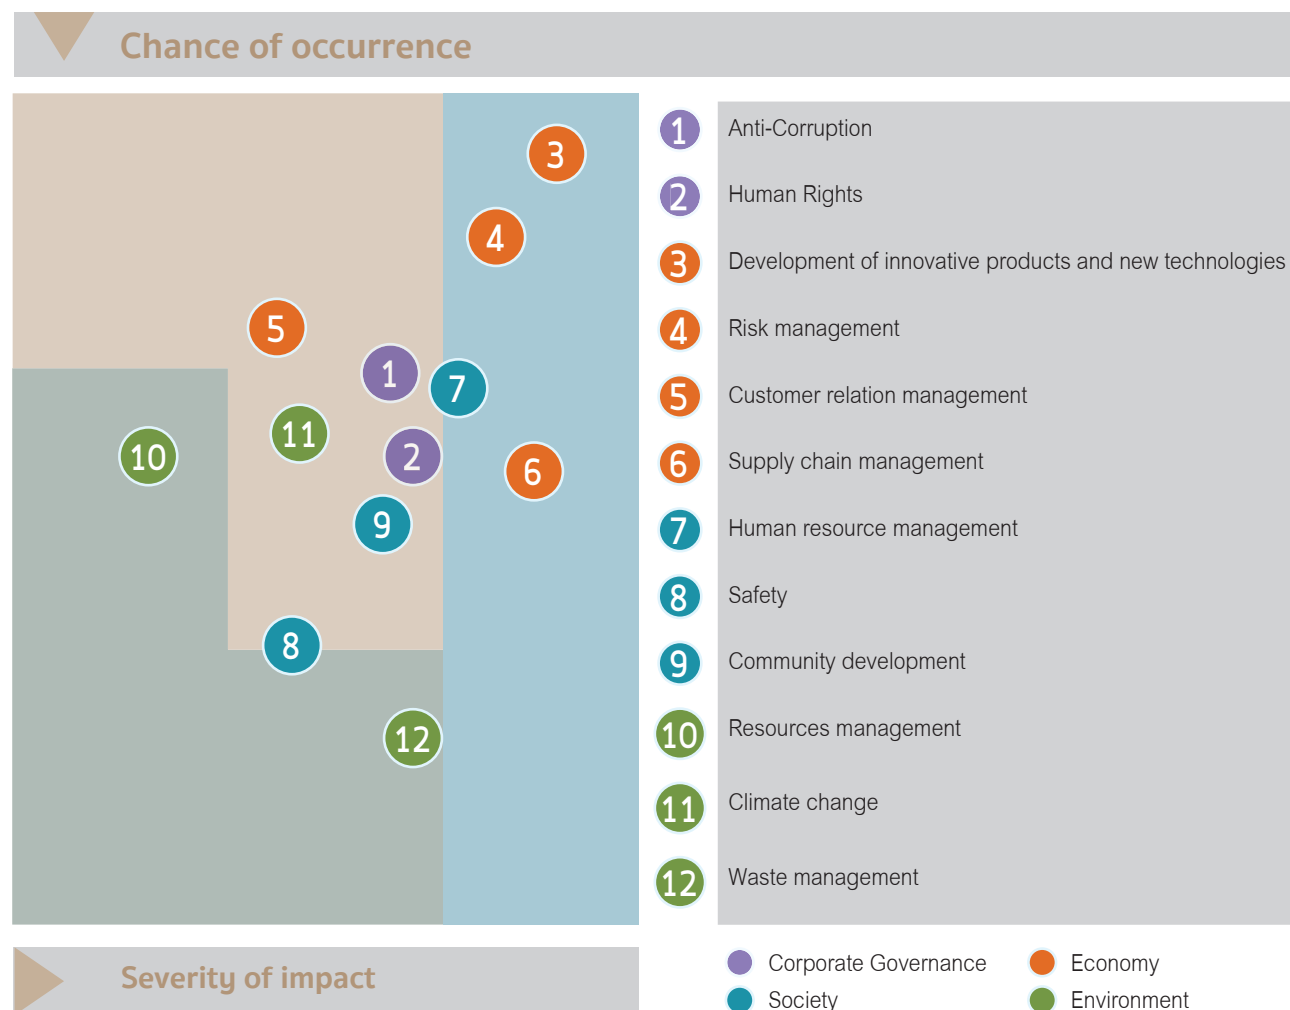 Chance of occurrence
3
4
5
1
7
11
2
10
6
9
8
12
1 Anti-Corruption
2 Human Rights
3 Development of innovative products and new technologies
4 Risk management
5 Customer relation management
6 Supply chain management
7 Human resource management
8 Safety
9 Community development
10 Resources management
11 Climate change
12 Waste management
Severity of impact
Corporate Governance
Economy
Society
Environment